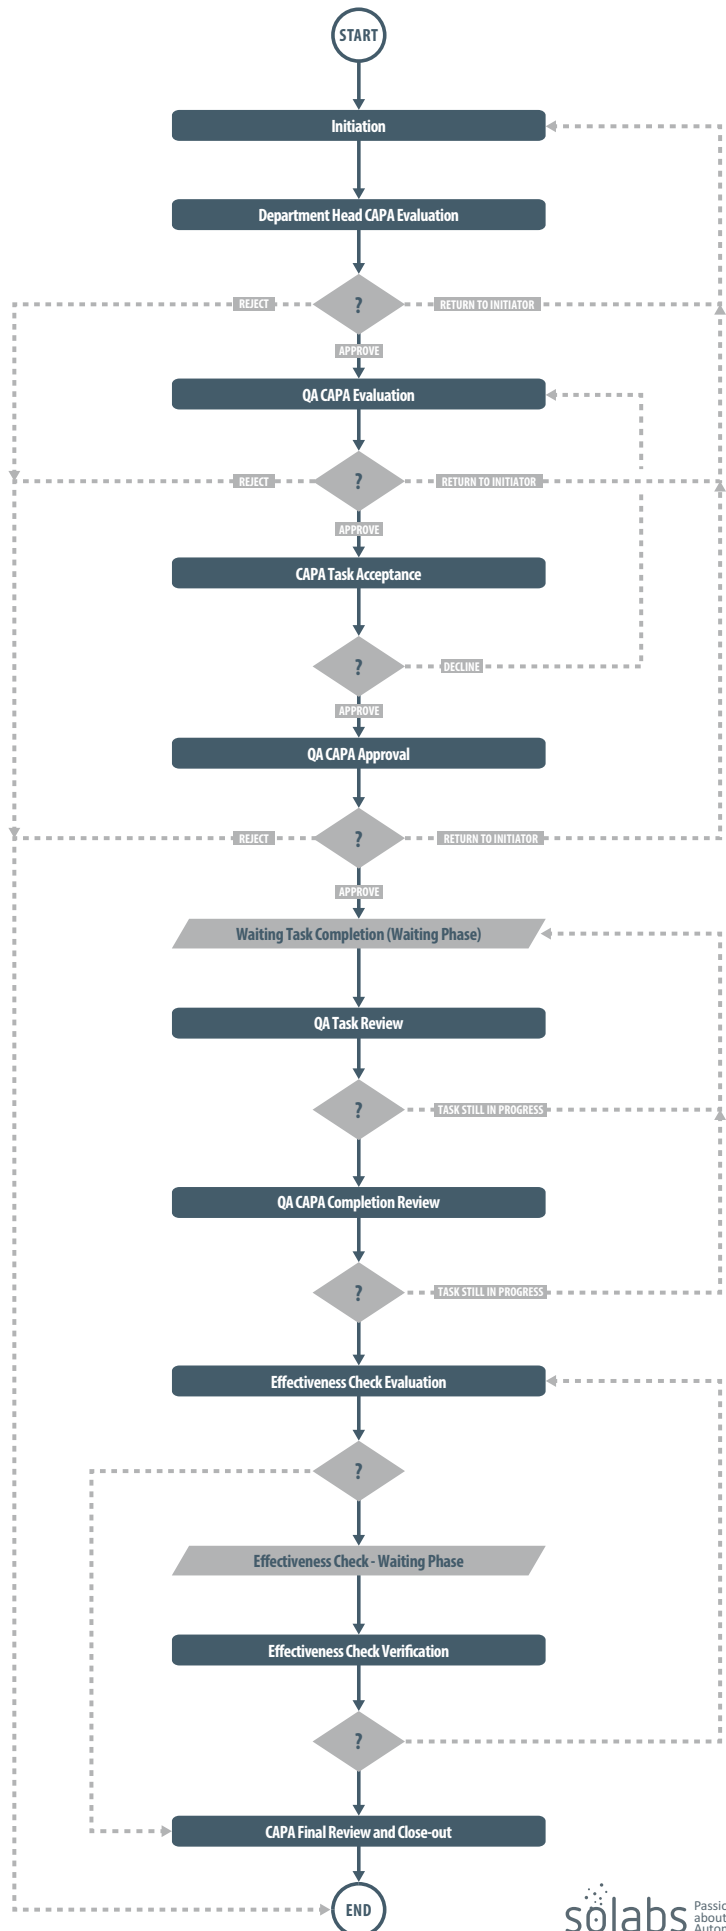 START
Initiation
Department Head CAPA Evaluation
REJECT
?
RETURN TO INITIATOR
APPROVE
QA CAPA Evaluation
REJECT
?
RETURN TO INITIATOR
APPROVE
CAPA Task Acceptance
?
DECLINE
APPROVE
QA CAPA Approval
REJECT
?
RETURN TO INITIATOR
APPROVE
Waiting Task Completion (Waiting Phase)
QA Task Review
?
TASK STILL IN PROGRESS
QA CAPA Completion Review
?
TASK STILL IN PROGRESS
Effectiveness Check Evaluation
?
Effectiveness Check - Waiting Phase
Effectiveness Check Verification
?
CAPA Final Review and Close-out
END
solabs
about